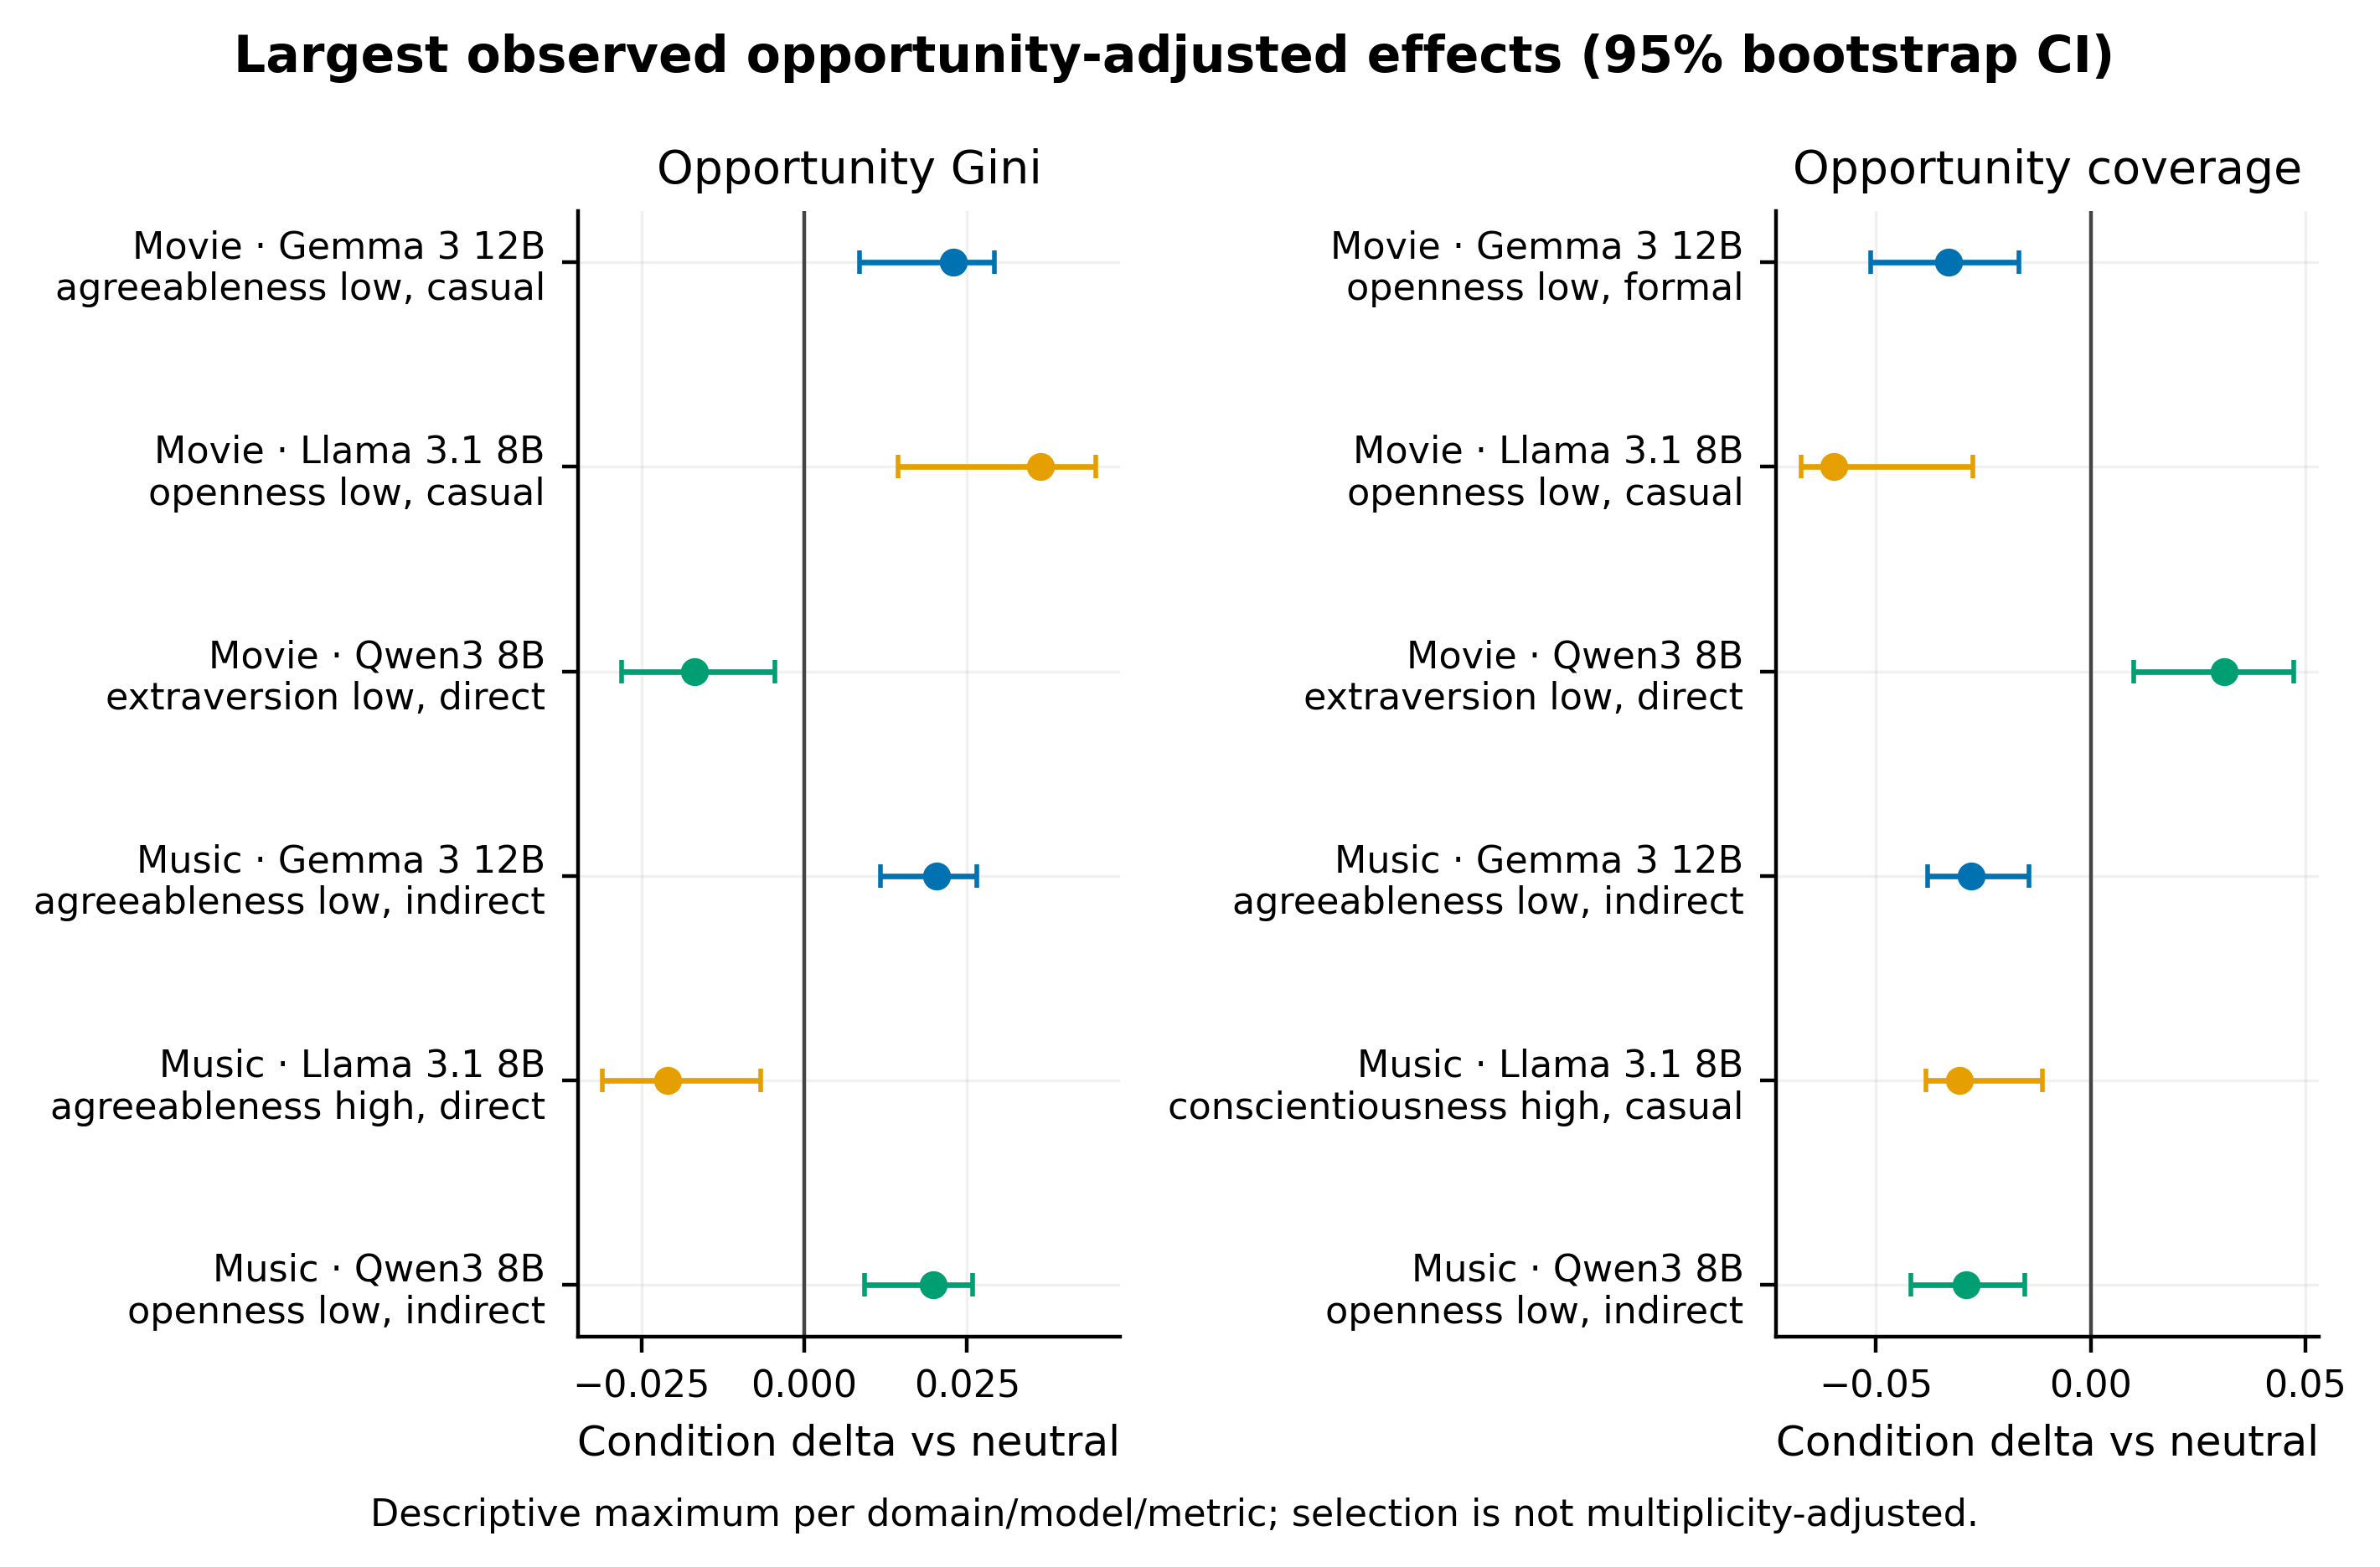 Largest observed opportunity-adjusted effects (95% bootstrap CI)
Opportunity Gini
Movie · Gemma 3 12B
agreeableness low, casual
Movie · Llama 3.1 8B
openness low, casual
Movie · Qwen3 8B
extraversion low, direct
Music · Gemma 3 12B
agreeableness low, indirect
Music · Llama 3.1 8B
agreeableness high, direct
Music · Qwen3 8B
openness low, indirect
−0.025 0.000 0.025
Condition delta vs neutral
Opportunity coverage
Movie · Gemma 3 12B
openness low, formal
Movie · Llama 3.1 8B
openness low, casual
Movie · Qwen3 8B
extraversion low, direct
Music · Gemma 3 12B
agreeableness low, indirect
Music · Llama 3.1 8B
conscientiousness high, casual
Music · Qwen3 8B
openness low, indirect
−0.05 0.00 0.05
Condition delta vs neutral
Descriptive maximum per domain/model/metric; selection is not multiplicity-adjusted.